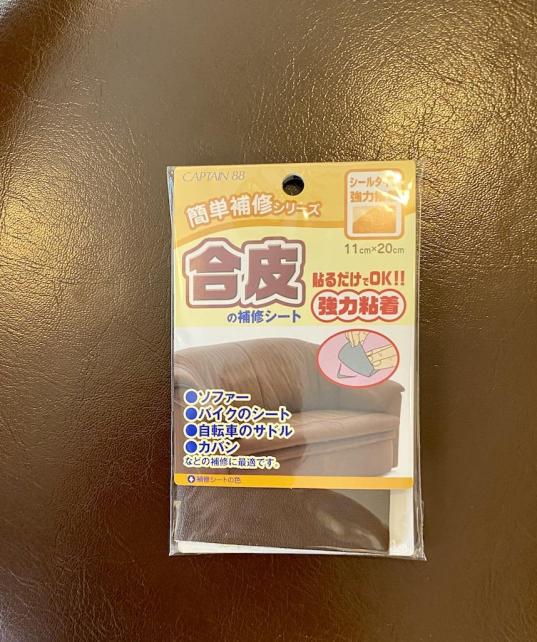 CAPTAIN 88
簡単補修シリーズ
シールタイプ
強力粘
11cm×20cm
合皮
の補修シート
貼るだけでOK!!
強力粘着
●ソファー
●バイクのシート
●自転車のサドル
●カバン
などの補修に最適です。
補修シートの色